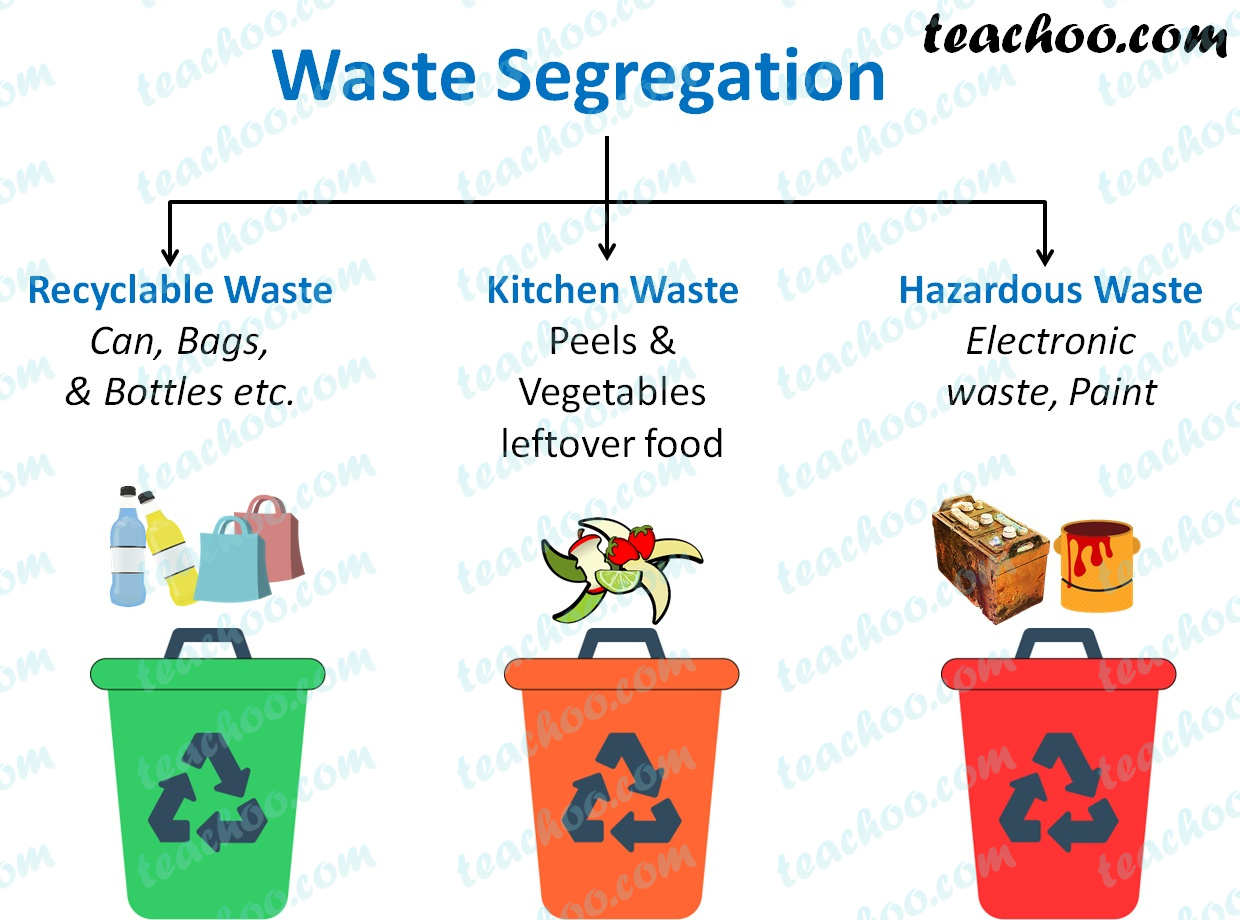 teachoo.com
Waste Segregation
Recyclable Waste
Can, Bags,
& Bottles etc.
Kitchen Waste
Peels &
Vegetables
leftover food
Hazardous Waste
Electronic
waste, Paint